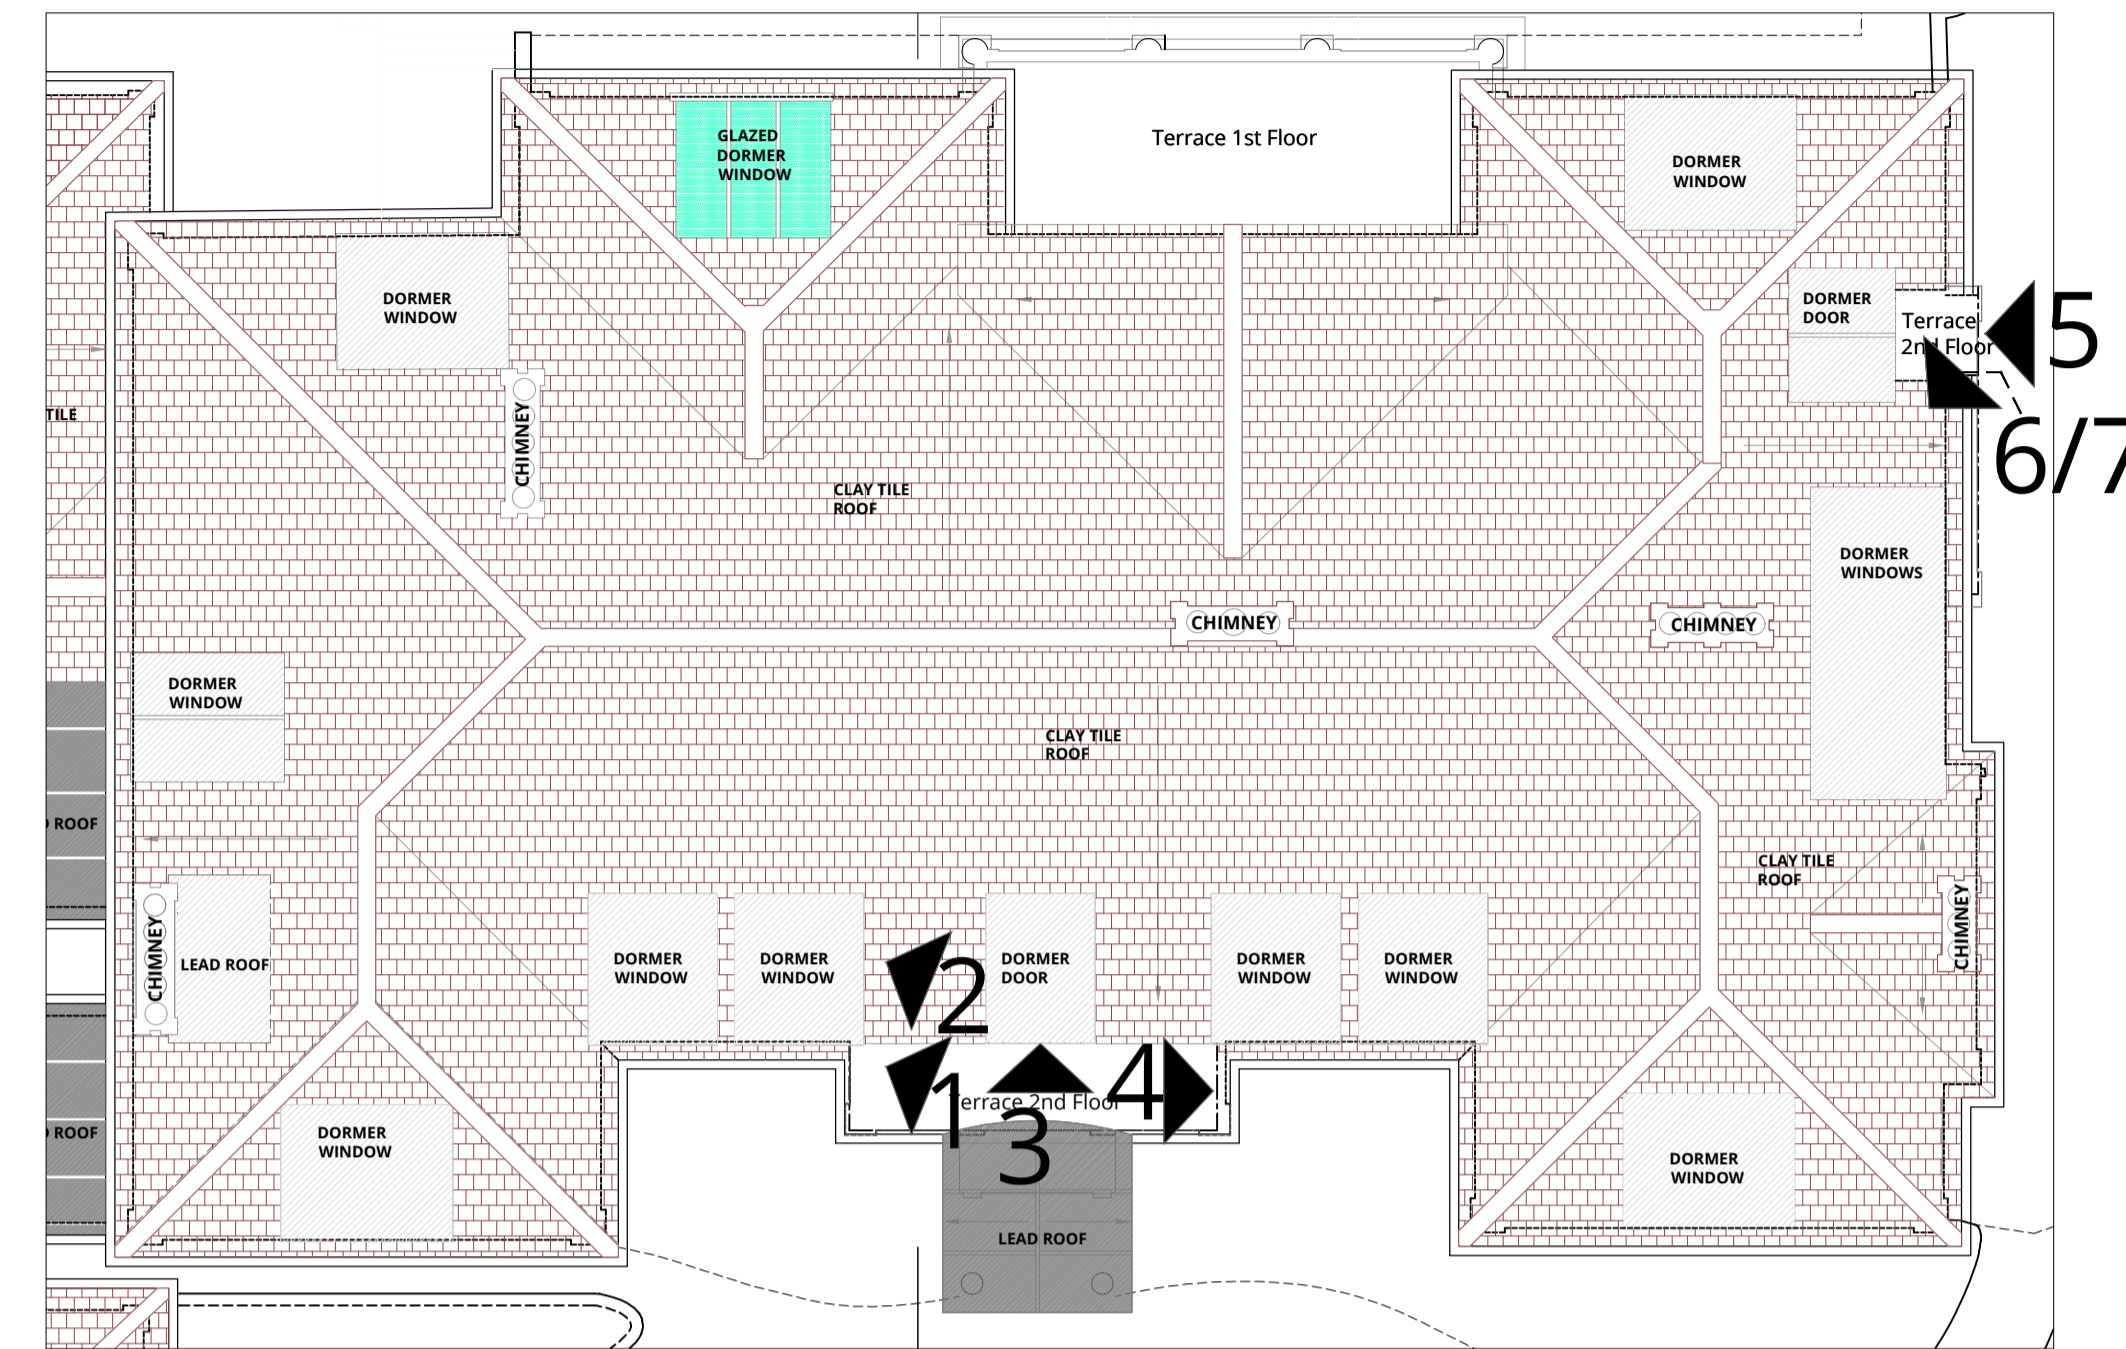 GLAZED
DORMER
WINDOW
Terrace 1st Floor
DORMER
WINDOW
DORMER
WINDOW
DORMER
DOOR
Terrace
2nd Floor
5
6/7
TILE
CHIMNEY
CLAY TILE
ROOF
DORMER
WINDOWS
CHIMNEY
CHIMNEY
DORMER
WINDOW
CLAY TILE
ROOF
ROOF
CLAY TILE
ROOF
CHIMNEY
LEAD ROOF
DORMER
WINDOW
DORMER
WINDOW
2
DORMER
DOOR
DORMER
WINDOW
DORMER
WINDOW
CHIMNEY
1
4
Terrace 2nd Floor
3
ROOF
DORMER
WINDOW
DORMER
WINDOW
LEAD ROOF